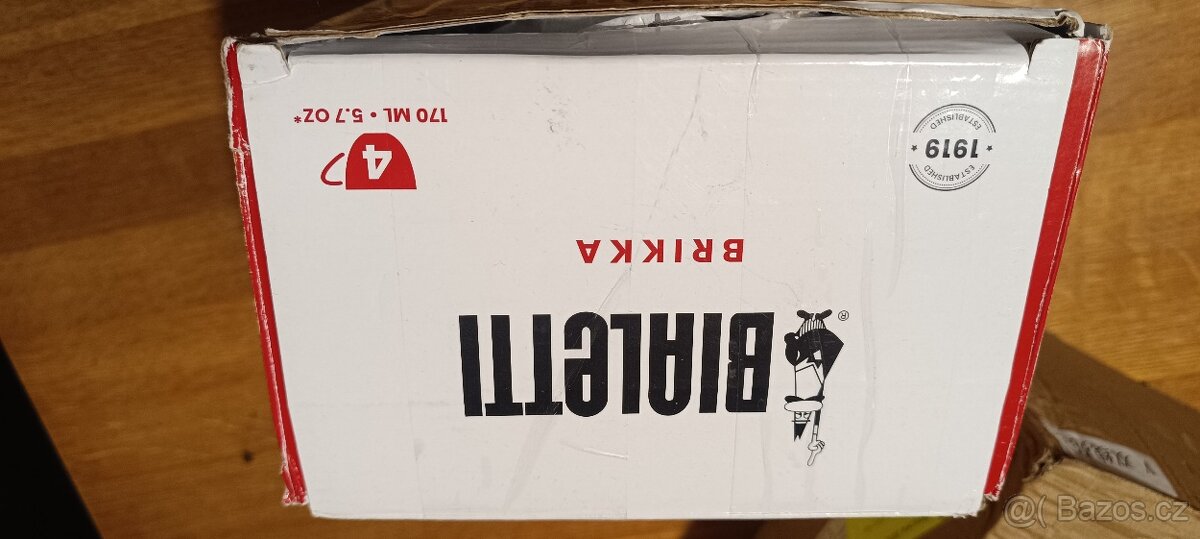 BIALETTI
®
BRIKKA
ESTABLISHED
1919
ESTABLISHED
4
170 ML • 5.7 OZ*
@( Bazos.cz